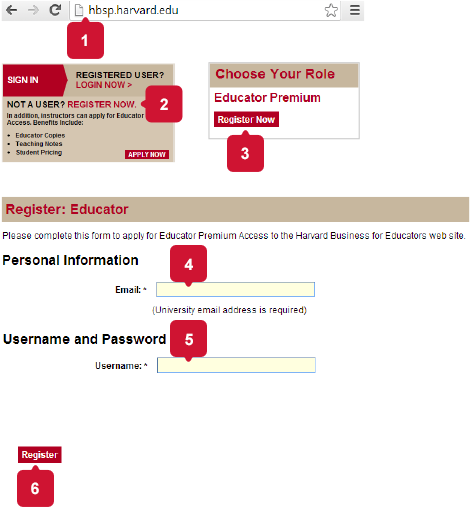 hbsp.harvard.edu
1
SIGN IN
REGISTERED USER?
LOGIN NOW >
NOT A USER? REGISTER NOW.
2
In addition, instructors can apply for Educator
Access. Benefits Include:
• Educator Copies
• Teaching Notes
• Student Pricing
APPLY NOW
Choose Your Role
Educator Premium
Register Now
3
Register: Educator
Please complete this form to apply for Educator Premium Access to the Harvard Business for Educators web site.
Personal Information
4
Email: *
(University email address is required)
Username and Password
5
Username: *
Register
6